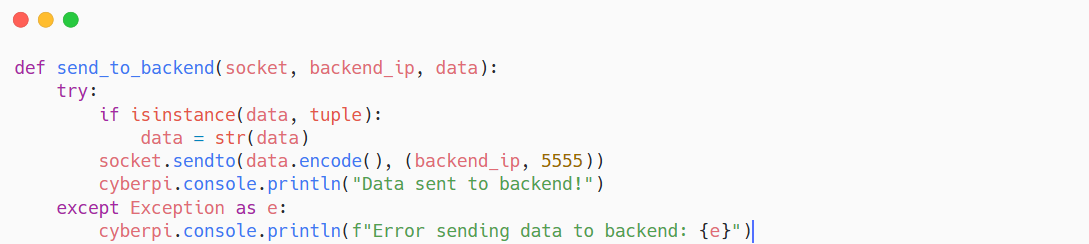 def send_to_backend(socket, backend_ip, data):
    try:
        if isinstance(data, tuple):
            data = str(data)
        socket.sendto(data.encode(), (backend_ip, 5555))
        cyberpi.console.println("Data sent to backend!")
    except Exception as e:
        cyberpi.console.println(f"Error sending data to backend: {e}")